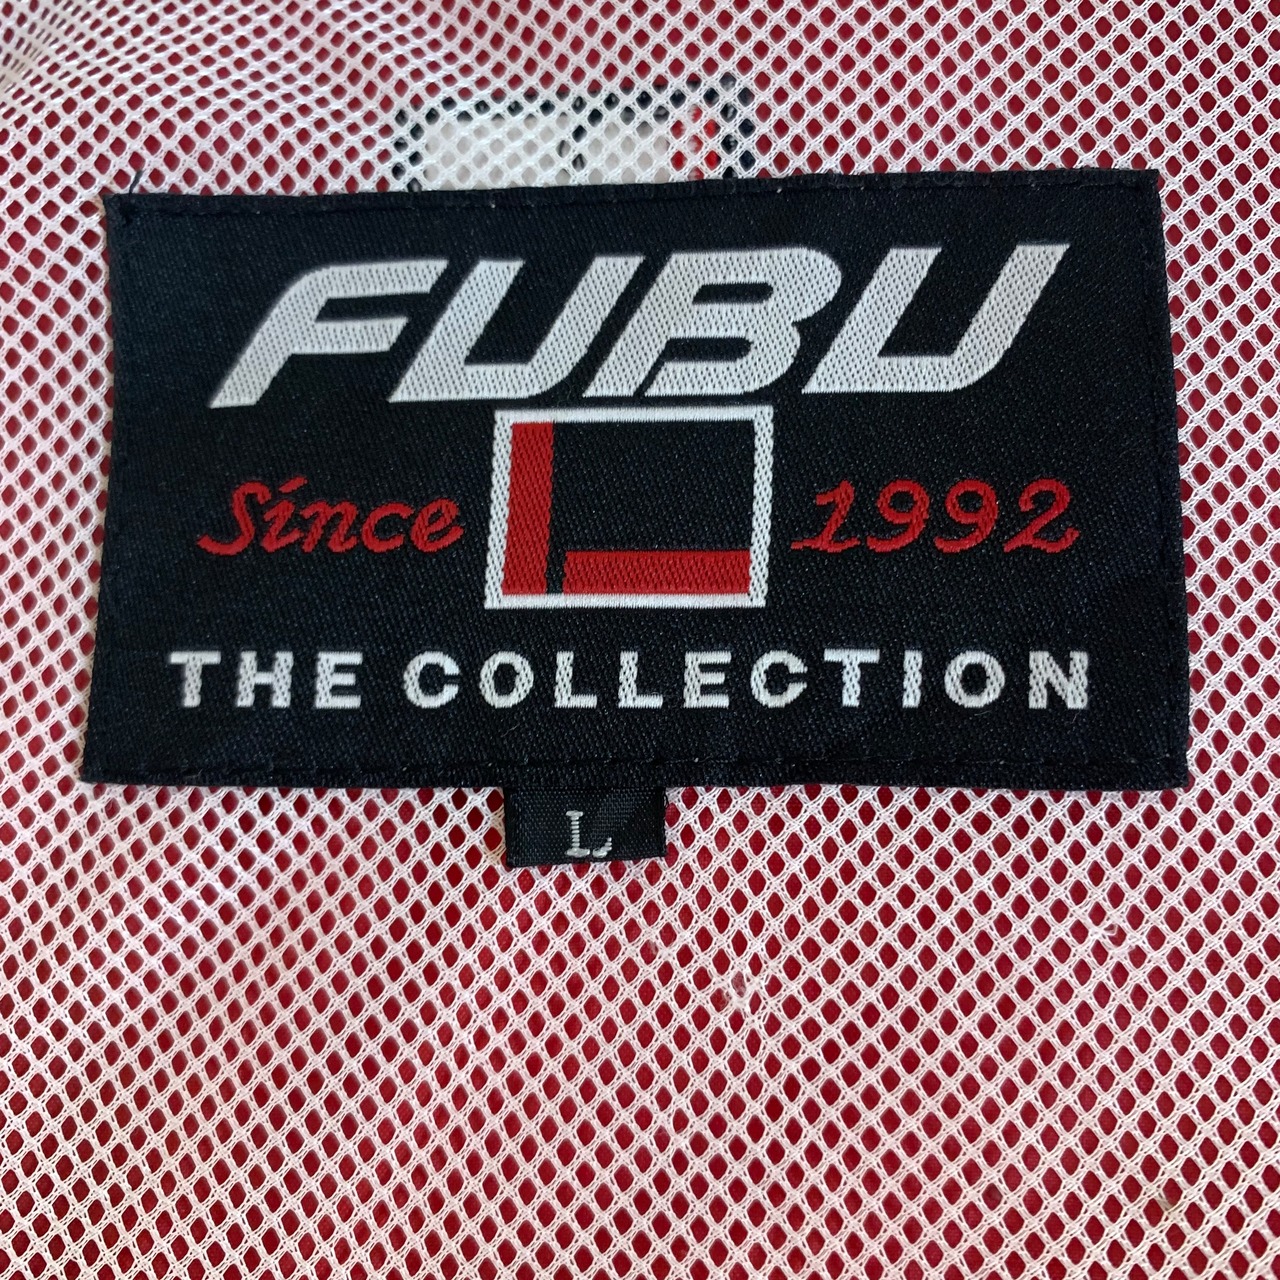 FUBU
Since 1992
THE COLLECTION
L